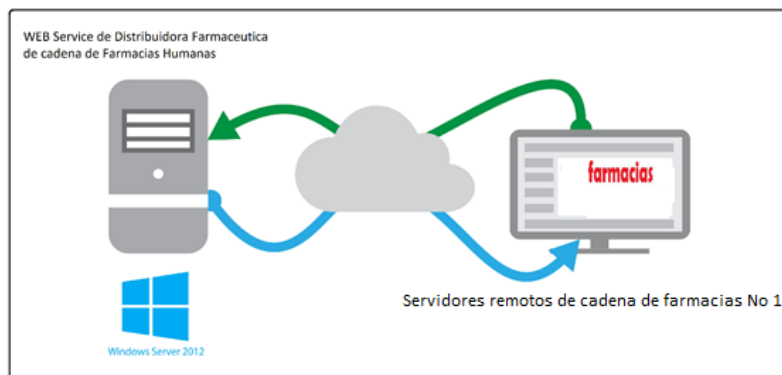 WEB Service de Distribuidora Farmaceutica
de cadena de Farmacias Humanas
farmacias
Servidores remotos de cadena de farmacias No 1
Windows Server 2012